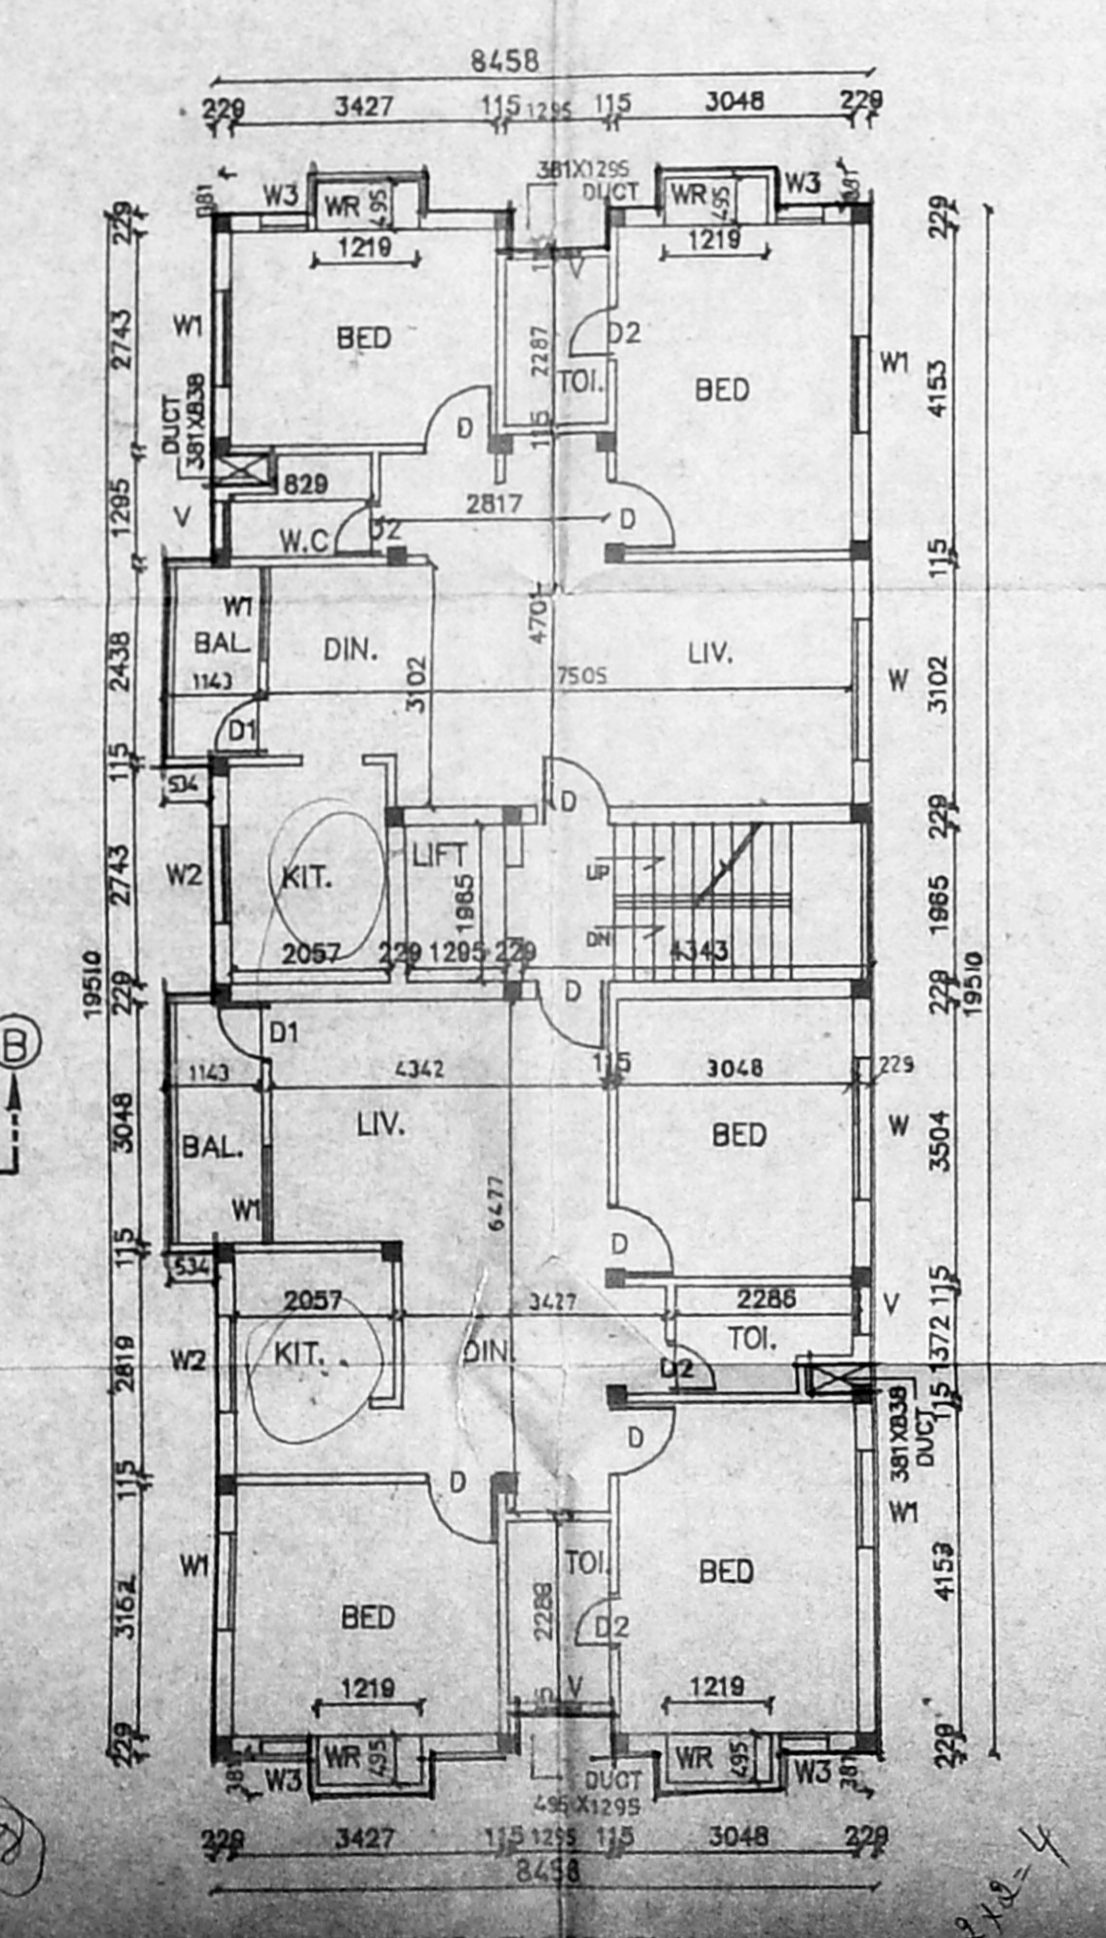 8458
229 3427 115 1295 115 3048 229
381X1295
DUCT
W3 WR 495 WR 495 W3
381 381
229 1219 1219 229
2743 W1 BED 2287 D2 TOI. BED W1 4153
DUCT
381X838
D 115
829 2817 D
1295 V W.C D2 115
W1 4701
2438 BAL. DIN. 3102 LIV. W 3102
1143 7505
D1
115 534 D 229
2743 W2 KIT. LIFT 1965 UP 1965
DN
2057 229 1295 229 4343
19510 229 D 229 19510
B D1
1143 4342 115 3048 229
3048 BAL. LIV. BED W 3504
W1 6477
115 534 D 115
2057 3427 2286 V
2819 W2 KIT. DIN. TOI. 1372
D2
115 D D 115
381X838
DUCT
W1 TOI. BED W1
3162 BED 2288 D2 4153
1219 V 1219
229 WR 495 WR 495 229
381 W3 DUCT W3 381
495X1295
229 3427 115 1295 115 3048 229
8458
2x2=4